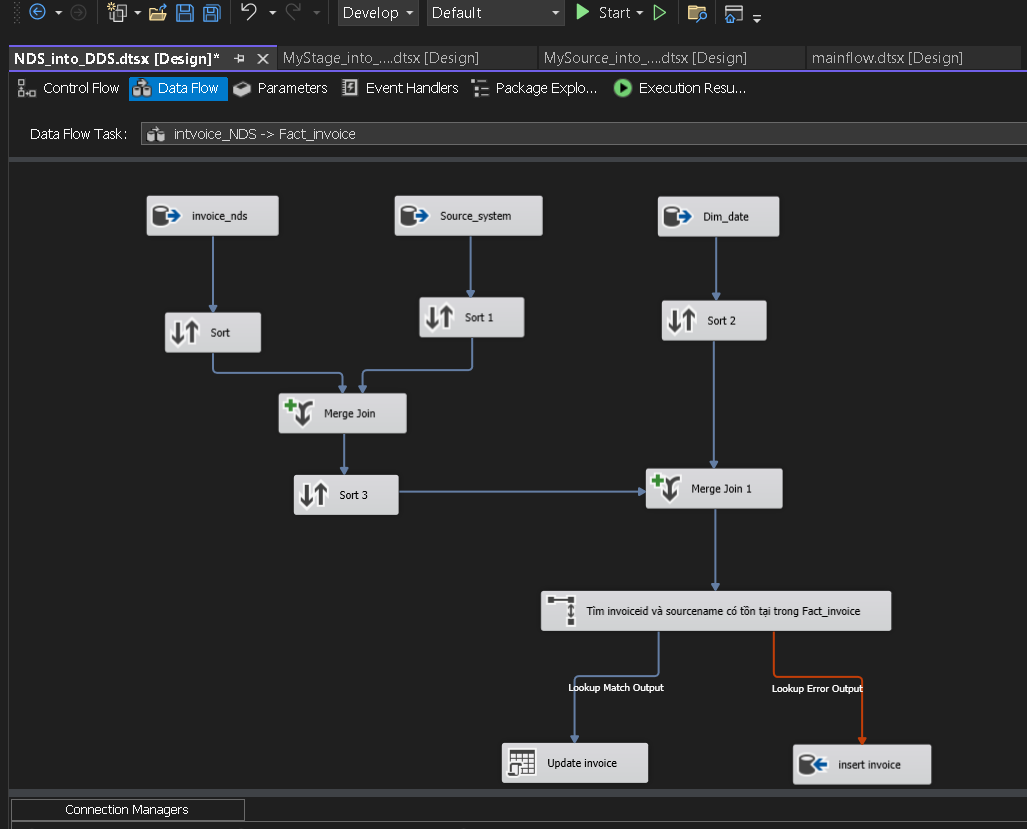 Develop
Default
Start
NDS_into_DDS.dtsx [Design]*
MyStage_into_....dtsx [Design]
MySource_into_....dtsx [Design]
mainflow.dtsx [Design]
Control Flow
Data Flow
Parameters
Event Handlers
Package Explo...
Execution Resu...
Data Flow Task:
intvoice_NDS -> Fact_invoice
invoice_nds
Source_system
Dim_date
Sort
Sort 1
Sort 2
Merge Join
Sort 3
Merge Join 1
Tìm invoiceid và sourcename có tồn tại trong Fact_invoice
Lookup Match Output
Lookup Error Output
Update invoice
insert invoice
Connection Managers